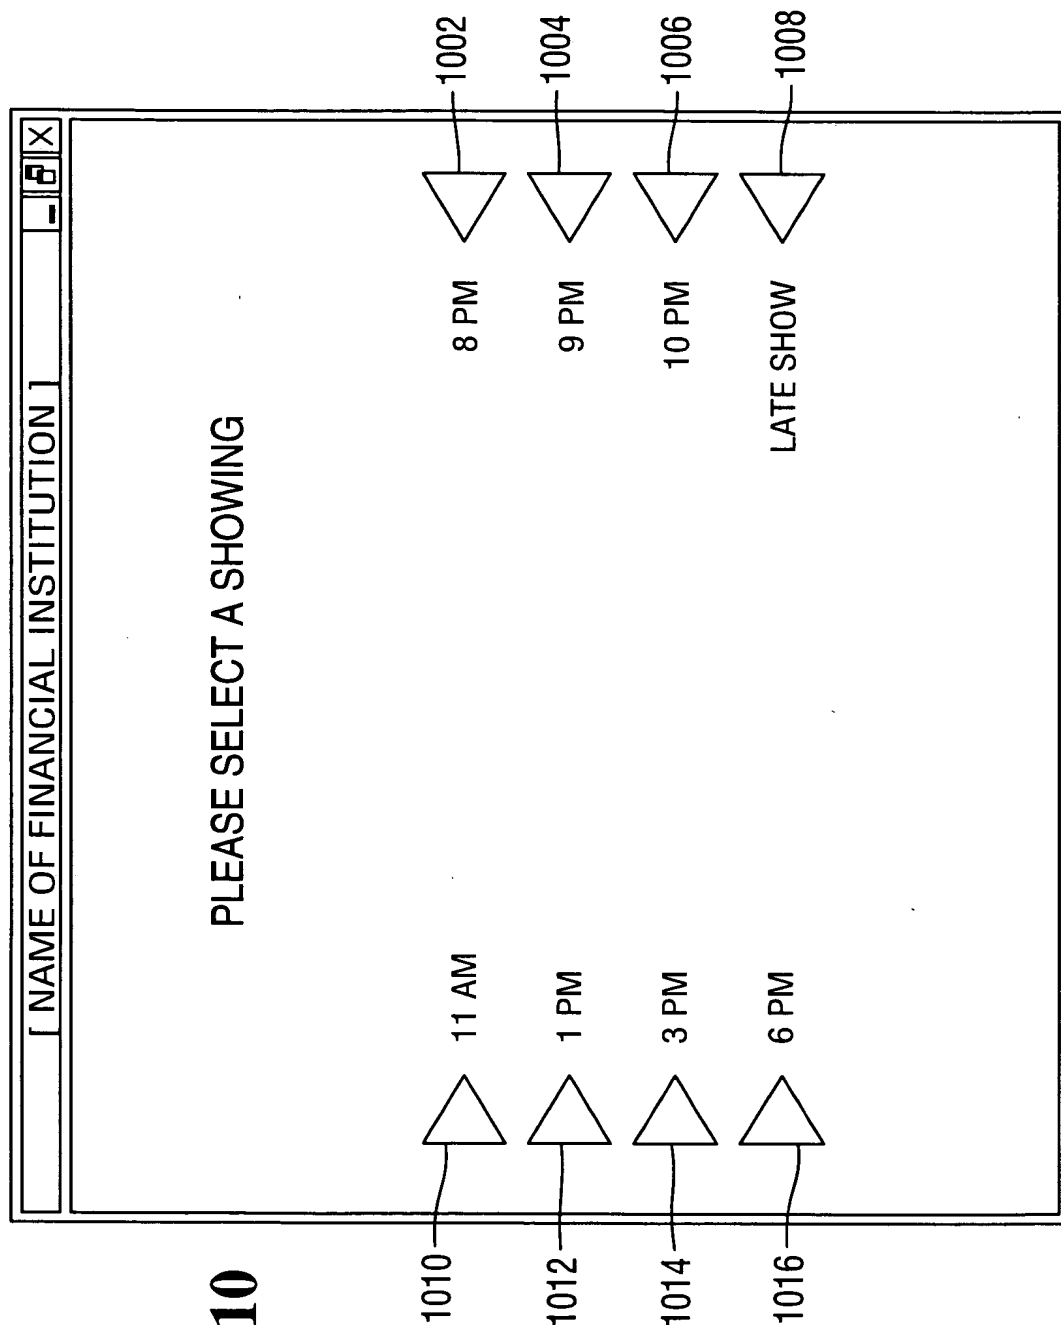 [ NAME OF FINANCIAL INSTITUTION ]
10
PLEASE SELECT A SHOWING
1010
11 AM
8 PM
1002
1012
1 PM
9 PM
1004
1014
3 PM
10 PM
1006
1016
6 PM
LATE SHOW
1008